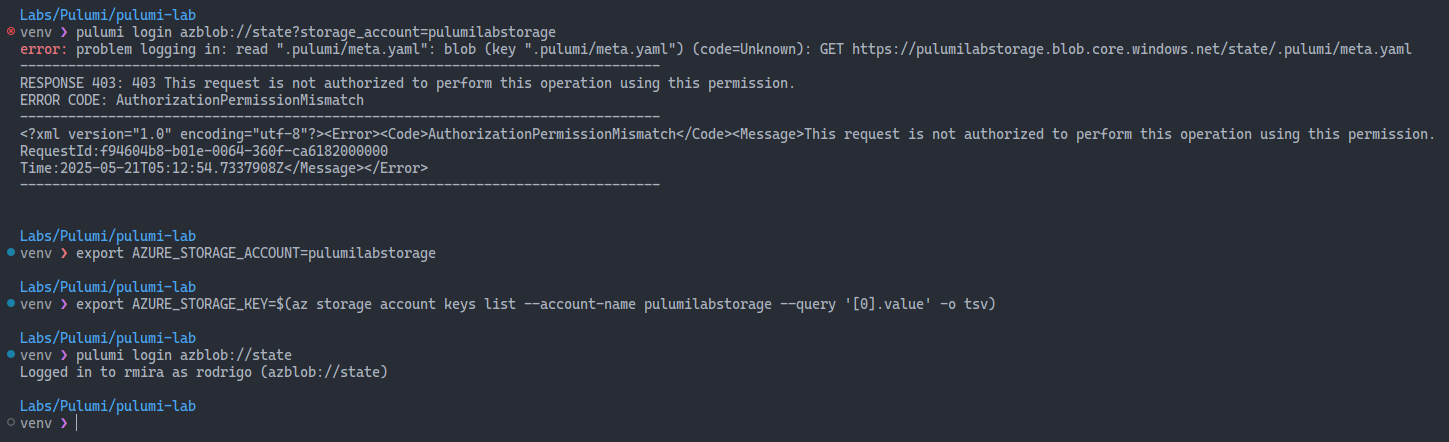 Labs/Pulumi/pulumi-lab
venv ❯ pulumi login azblob://state?storage_account=pulumilabstorage
error: problem logging in: read ".pulumi/meta.yaml": blob (key ".pulumi/meta.yaml") (code=Unknown): GET https://pulumilabstorage.blob.core.windows.net/state/.pulumi/meta.yaml
--------------------------------------------------------------------------------
RESPONSE 403: 403 This request is not authorized to perform this operation using this permission.
ERROR CODE: AuthorizationPermissionMismatch
--------------------------------------------------------------------------------
<?xml version="1.0" encoding="utf-8"?><Error><Code>AuthorizationPermissionMismatch</Code><Message>This request is not authorized to perform this operation using this permission.
RequestId:f94604b8-b01e-0064-360f-ca6182000000
Time:2025-05-21T05:12:54.7337908Z</Message></Error>
--------------------------------------------------------------------------------
Labs/Pulumi/pulumi-lab
venv ❯ export AZURE_STORAGE_ACCOUNT=pulumilabstorage
Labs/Pulumi/pulumi-lab
venv ❯ export AZURE_STORAGE_KEY=$(az storage account keys list --account-name pulumilabstorage --query '[0].value' -o tsv)
Labs/Pulumi/pulumi-lab
venv ❯ pulumi login azblob://state
Logged in to rmira as rodrigo (azblob://state)
Labs/Pulumi/pulumi-lab
venv ❯